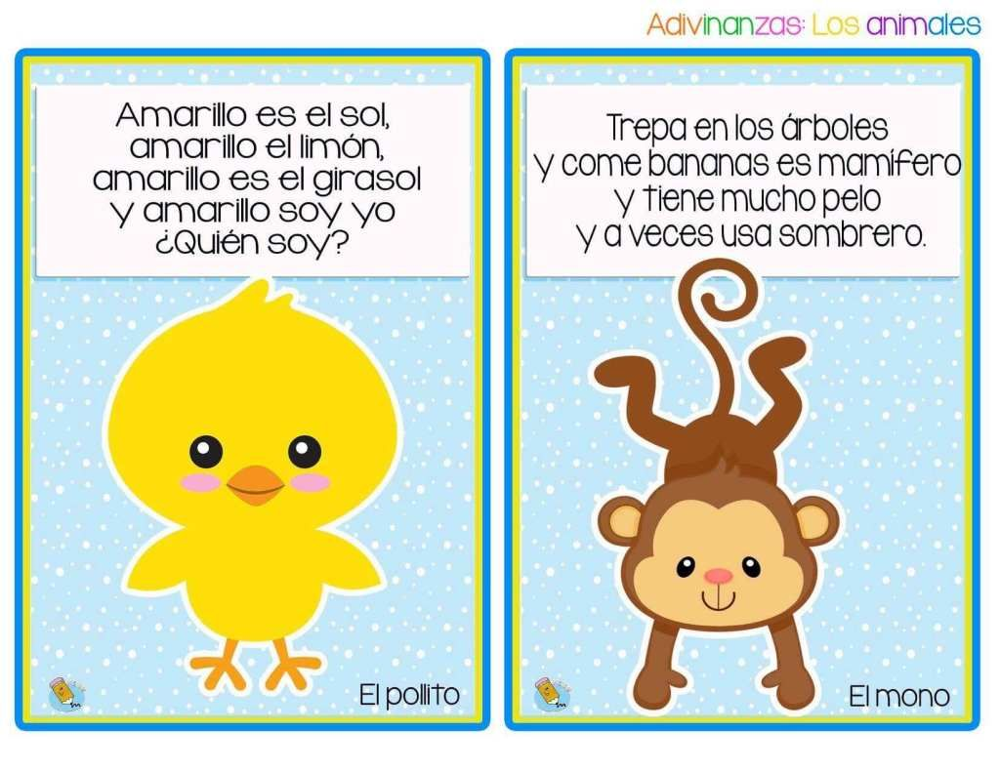 Adivinanzas: Los animales
Amarillo es el sol,
amarillo el limón,
amarillo es el girasol
y amarillo soy yo
¿Quién soy?
El pollito
Trepa en los árboles
y come bananas es mamífero
y tiene mucho pelo
y a veces usa sombrero.
El mono